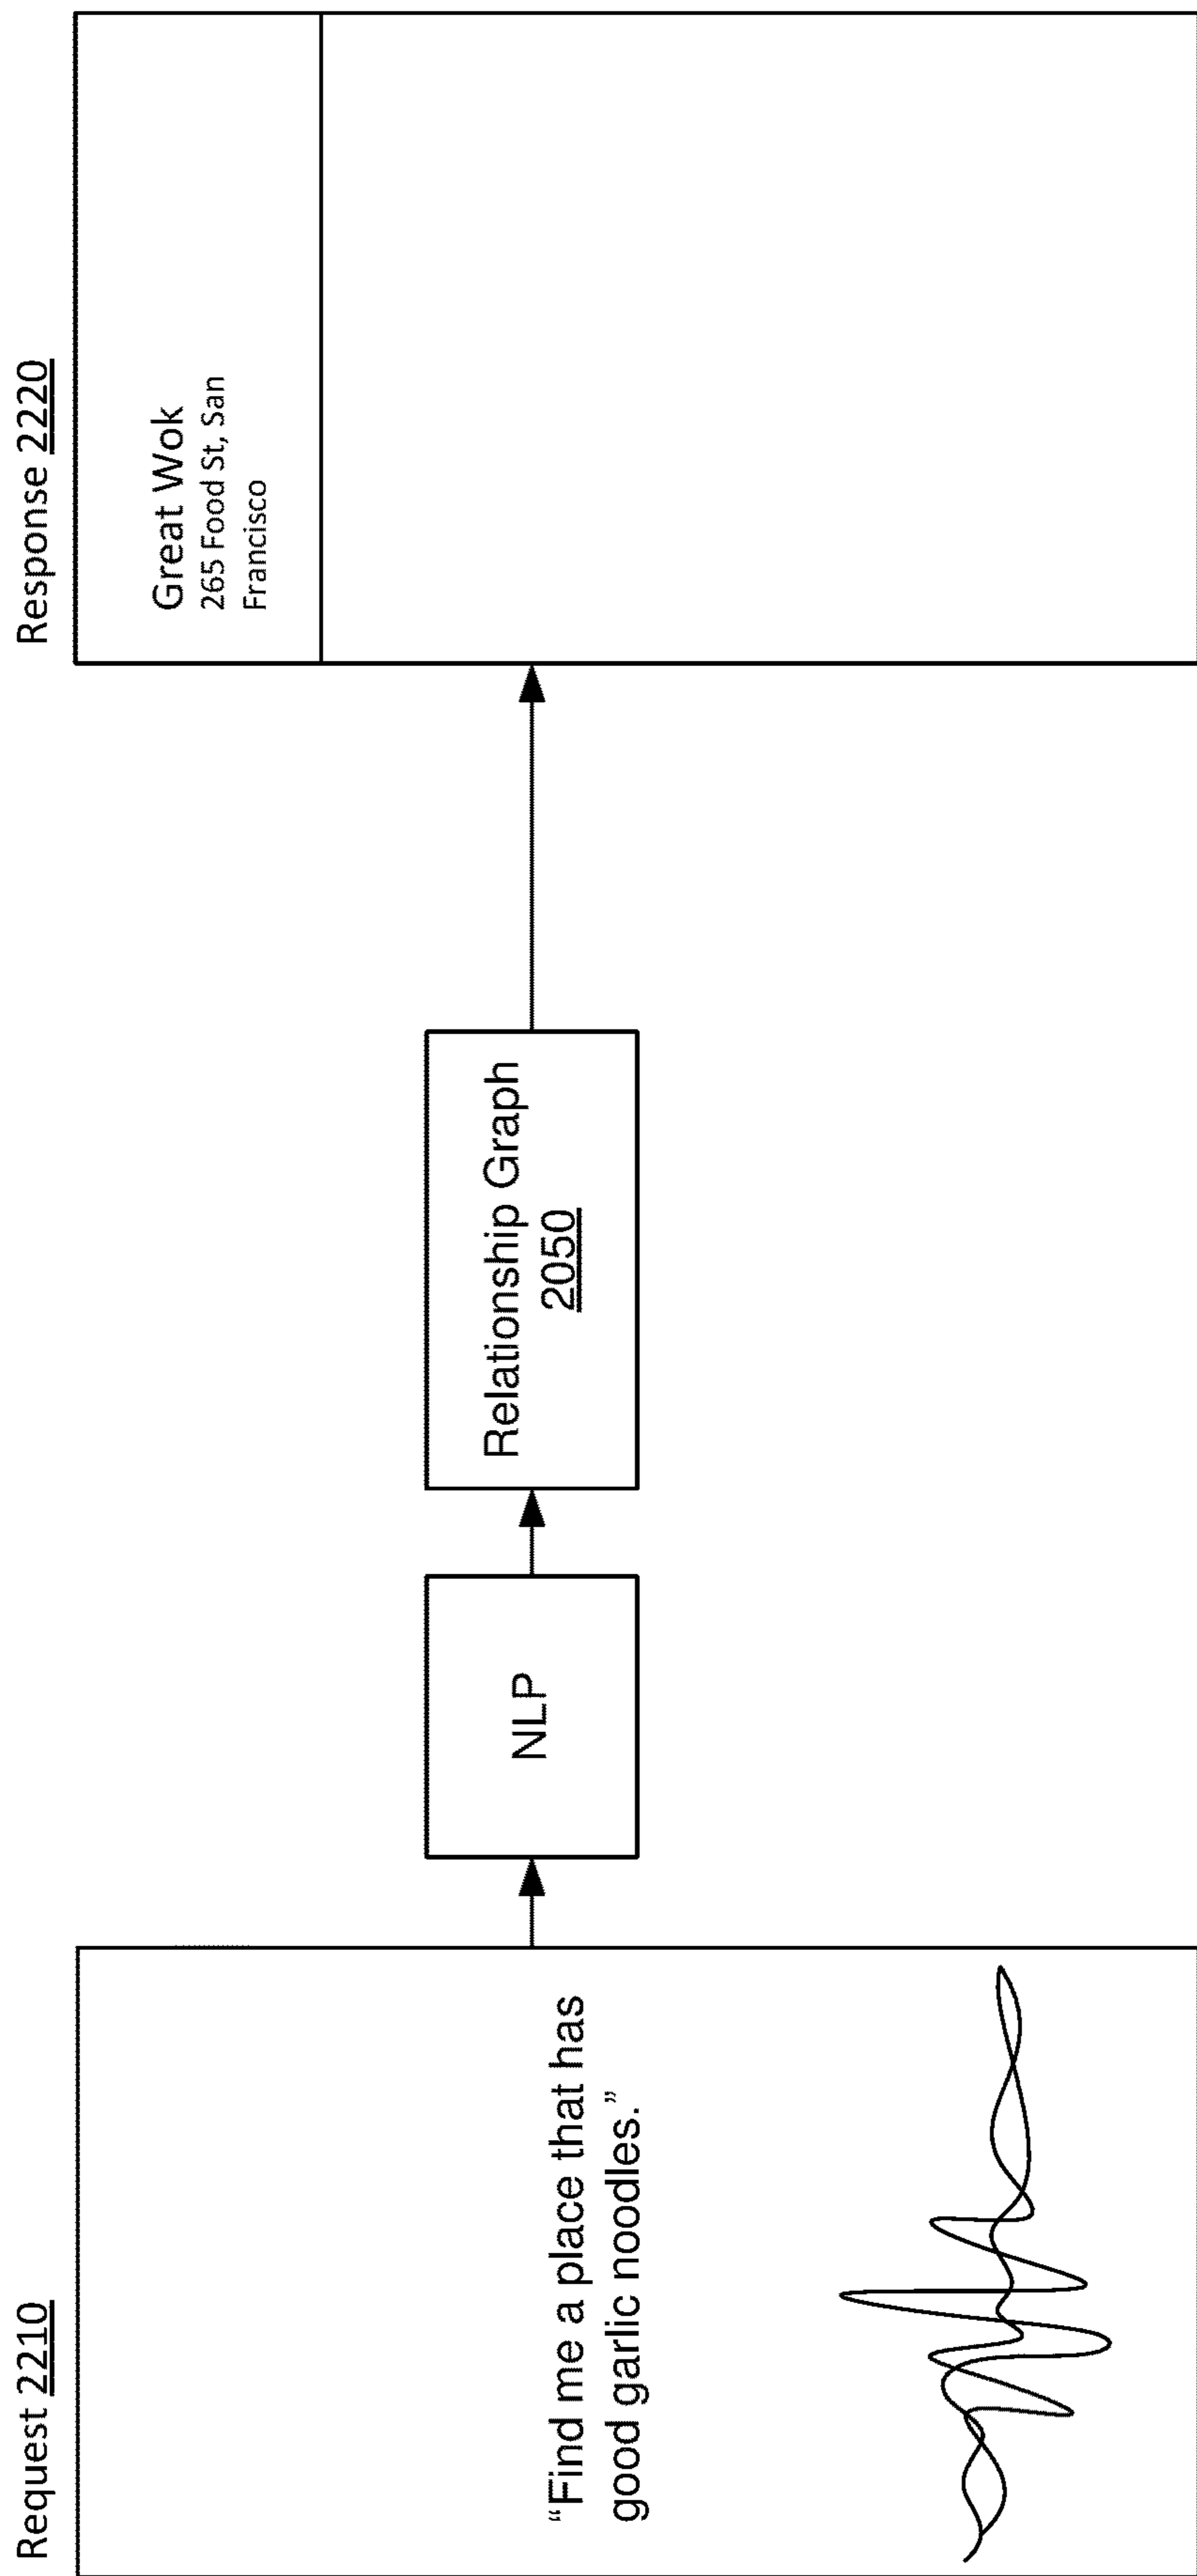 Request 2210
“Find me a place that has
good garlic noodles.”
NLP
Relationship Graph
2050
Response 2220
Great Wok
265 Food St, San
Francisco